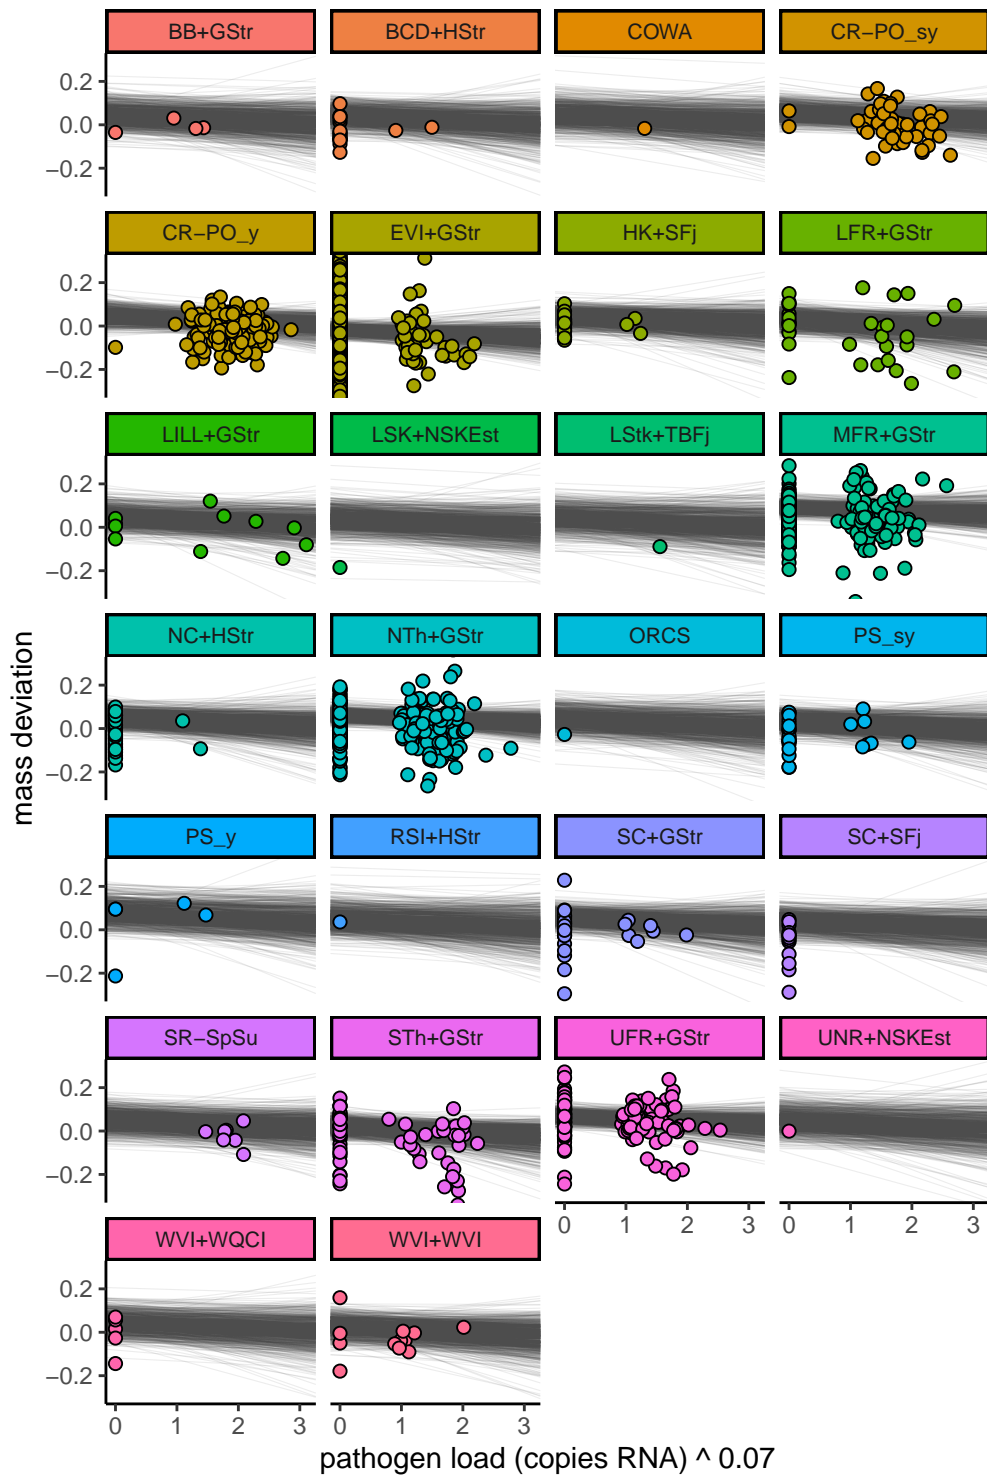 BB+GStr BCD+HStr COWA CR−PO_sy
0.2
0.0
−0.2
CR−PO_y EVI+GStr HK+SFj LFR+GStr
0.2
0.0
−0.2
LILL+GStr LSK+NSKEst LStk+TBFj MFR+GStr
0.2
0.0
−0.2
NC+HStr NTh+GStr ORCS PS_sy
0.2
0.0
−0.2
mass deviation
PS_y RSI+HStr SC+GStr SC+SFj
0.2
0.0
−0.2
SR−SpSu STh+GStr UFR+GStr UNR+NSKEst
0.2
0.0
−0.2
0 1 2 3 0 1 2 3
WVI+WQCI WVI+WVI
0.2
0.0
−0.2
0 1 2 3 0 1 2 3
pathogen load (copies RNA) ^ 0.07